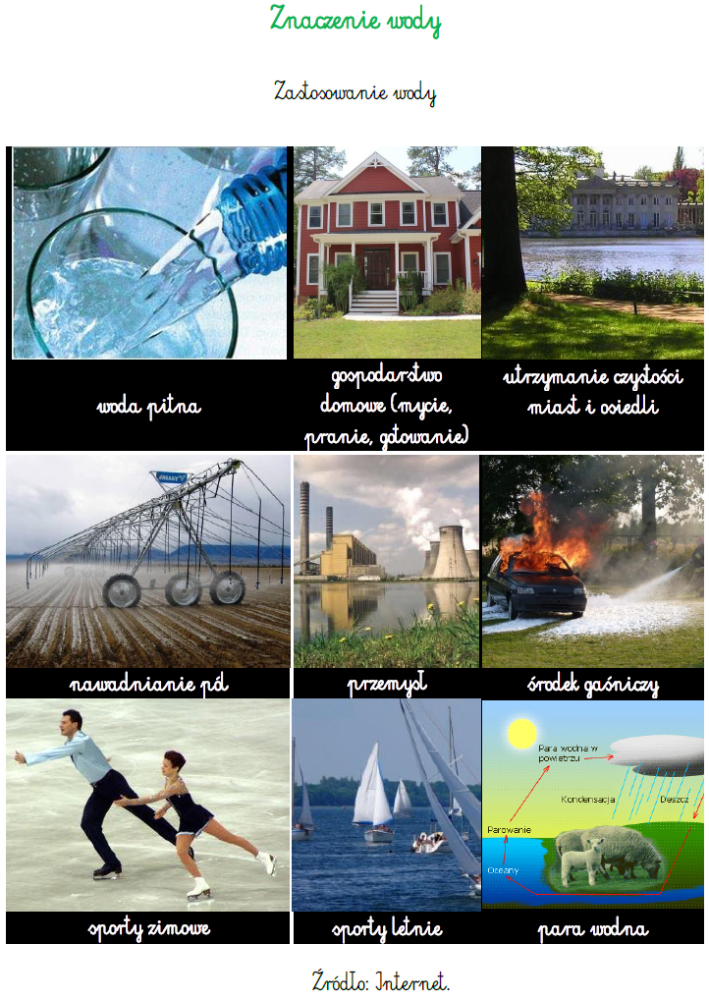 Znaczenie wody
Zastosowanie wody
woda pitna
gospodarstwo
domowe (mycie,
pranie, gotowanie)
utrzymanie czystości
miast i osiedli
nawadnianie pól
przemysł
środek gaśniczy
Para wodna w
powietrzu
Kondensacja
Deszcz
Parowanie
Oceany
sporty zimowe
sporty letnie
para wodna
Źródło: Internet.